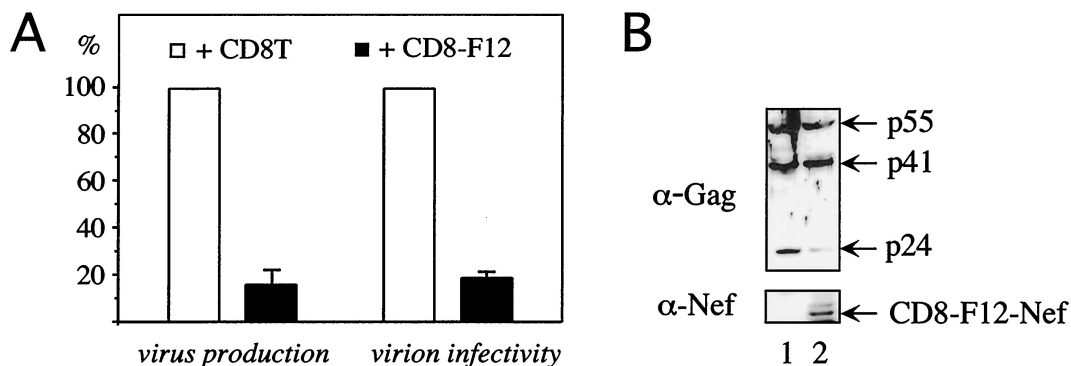 A
%
+ CD8T
+ CD8-F12
100
80
60
40
20
virus production
virion infectivity
B
α-Gag
p55
p41
p24
α-Nef
CD8-F12-Nef
1 2